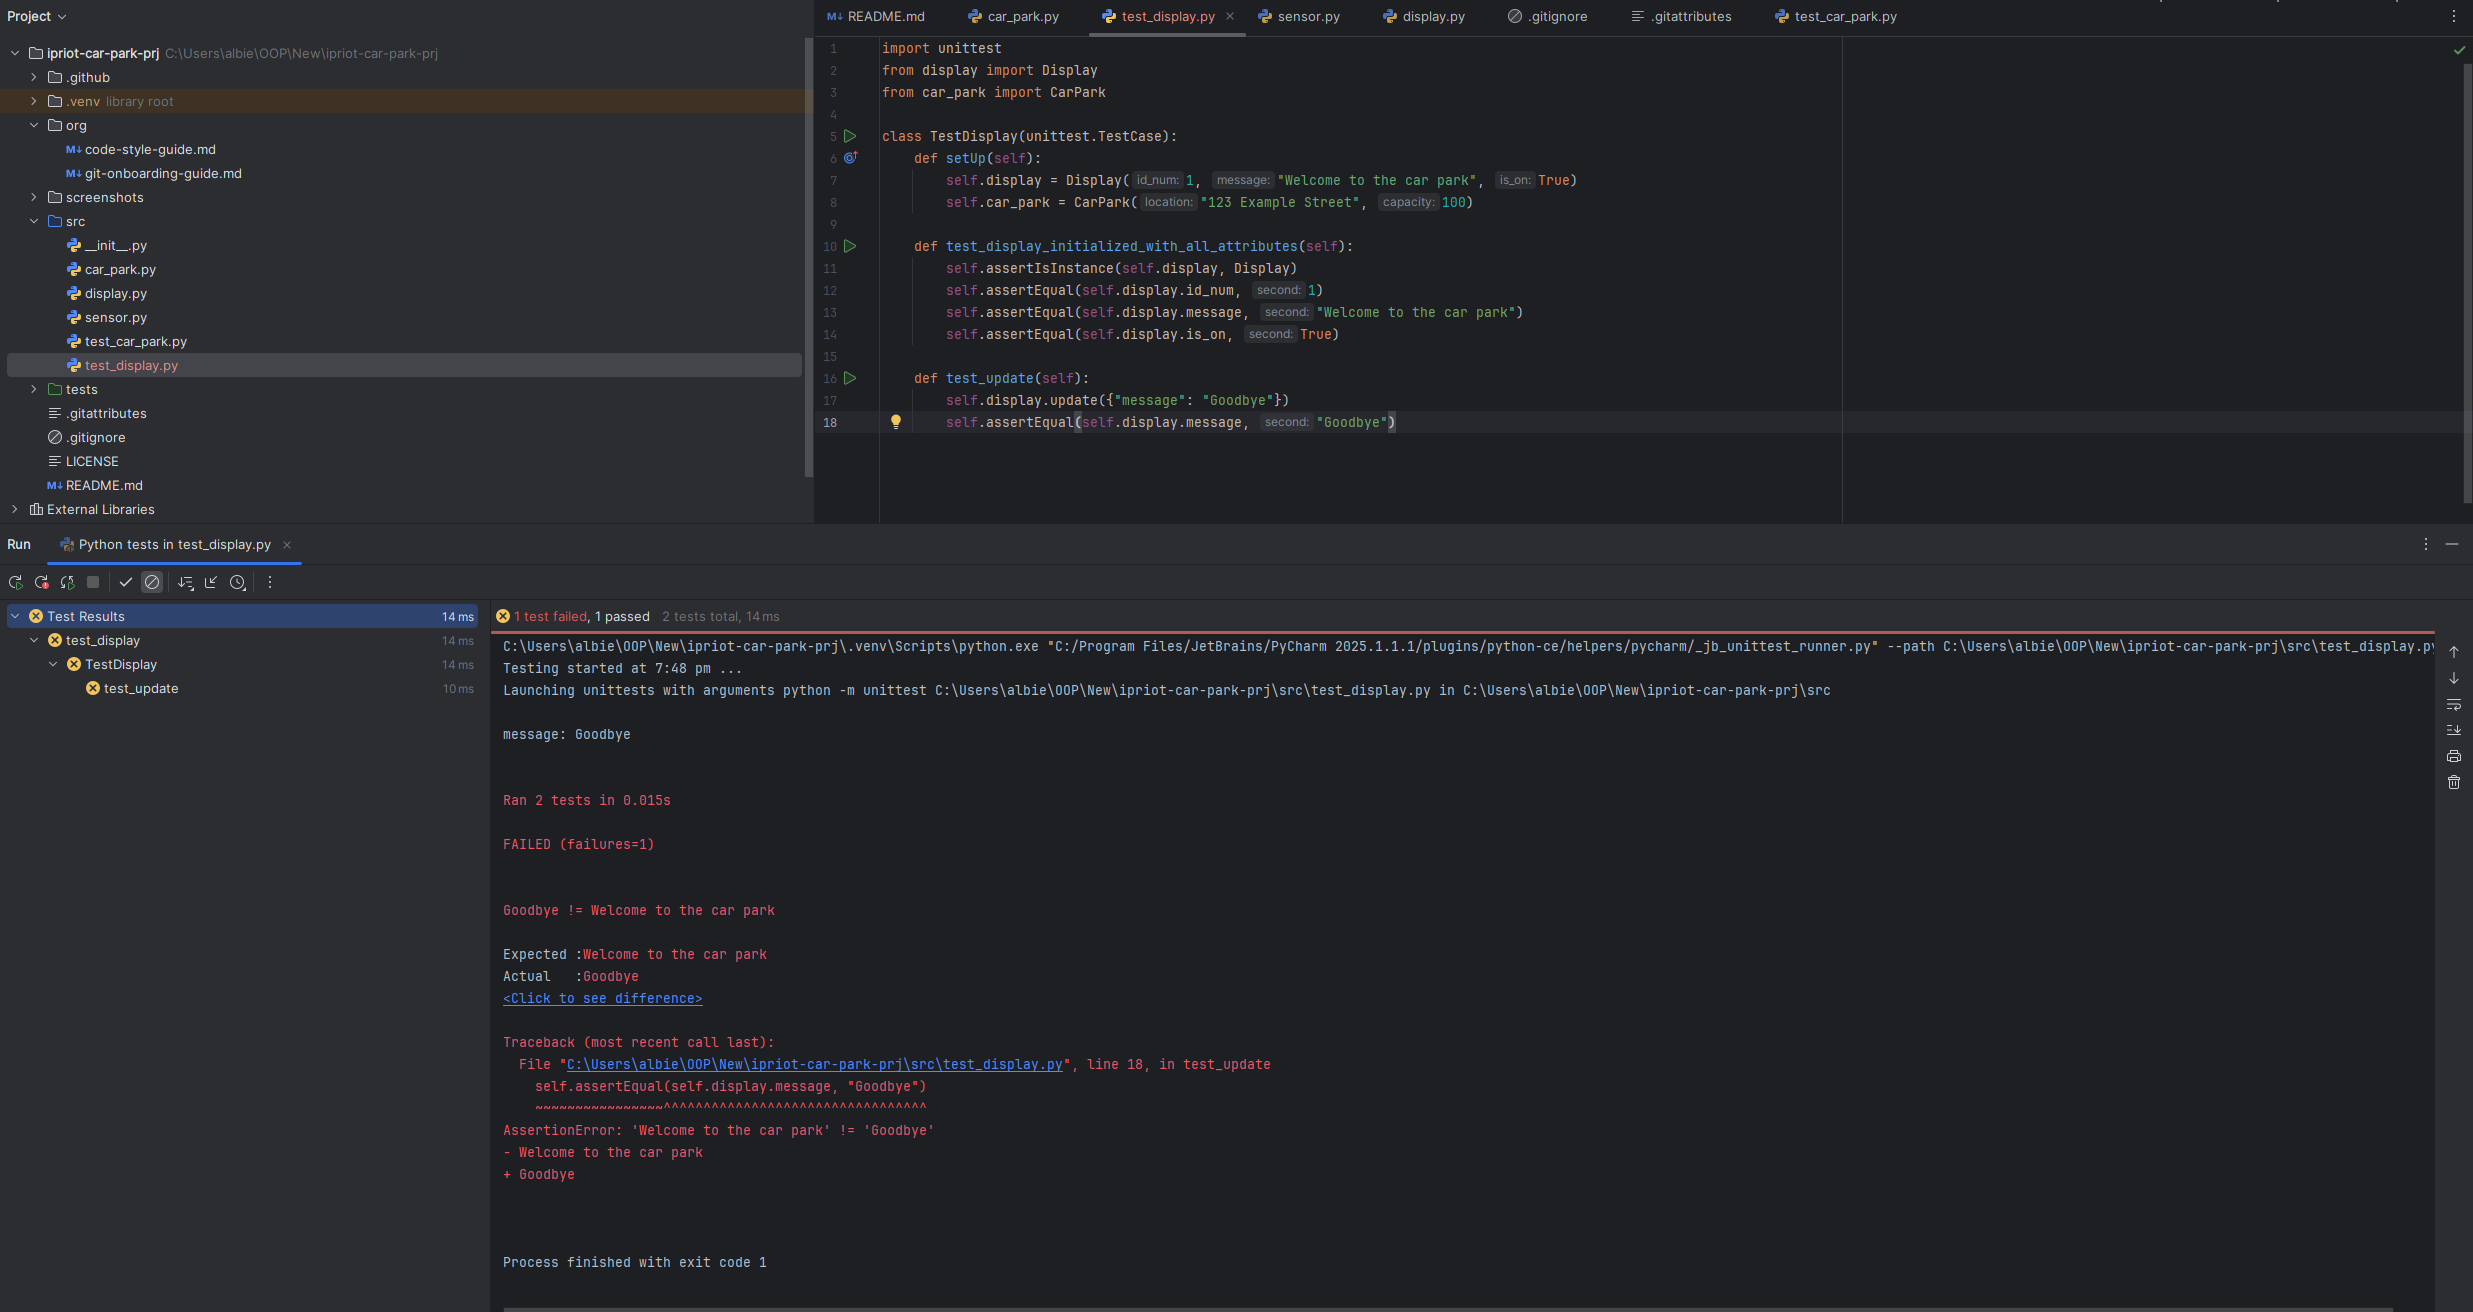 Project
ipriot-car-park-prj C:\Users\albie\OOP\New\ipriot-car-park-prj
.github
.venv library root
org
code-style-guide.md
git-onboarding-guide.md
screenshots
src
__init__.py
car_park.py
display.py
sensor.py
test_car_park.py
test_display.py
tests
.gitattributes
.gitignore
LICENSE
README.md
External Libraries
README.md car_park.py test_display.py sensor.py display.py .gitignore .gitattributes test_car_park.py
1 import unittest
2 from display import Display
3 from car_park import CarPark
4
5 class TestDisplay(unittest.TestCase):
6 def setUp(self):
7 self.display = Display( id_num: 1, message: "Welcome to the car park", is_on: True)
8 self.car_park = CarPark( location: "123 Example Street", capacity: 100)
9
10 def test_display_initialized_with_all_attributes(self):
11 self.assertIsInstance(self.display, Display)
12 self.assertEqual(self.display.id_num, second: 1)
13 self.assertEqual(self.display.message, second: "Welcome to the car park")
14 self.assertEqual(self.display.is_on, second: True)
15
16 def test_update(self):
17 self.display.update({"message": "Goodbye"})
18 self.assertEqual(self.display.message, second: "Goodbye")
Run Python tests in test_display.py
Test Results 14 ms
test_display 14 ms
TestDisplay 14 ms
test_update 10 ms
1 test failed, 1 passed 2 tests total, 14 ms
C:\Users\albie\OOP\New\ipriot-car-park-prj\.venv\Scripts\python.exe "C:/Program Files/JetBrains/PyCharm 2025.1.1.1/plugins/python-ce/helpers/pycharm/_jb_unittest_runner.py" --path C:\Users\albie\OOP\New\ipriot-car-park-prj\src\test_display.py
Testing started at 7:48 pm ...
Launching unittests with arguments python -m unittest C:\Users\albie\OOP\New\ipriot-car-park-prj\src\test_display.py in C:\Users\albie\OOP\New\ipriot-car-park-prj\src
message: Goodbye
Ran 2 tests in 0.015s
FAILED (failures=1)
Goodbye != Welcome to the car park
Expected :Welcome to the car park
Actual :Goodbye
<Click to see difference>
Traceback (most recent call last):
File "C:\Users\albie\OOP\New\ipriot-car-park-prj\src\test_display.py", line 18, in test_update
self.assertEqual(self.display.message, "Goodbye")
~~~~~~~~~~~~~~~~^^^^^^^^^^^^^^^^^^^^^^^^^^^^^^^^^
AssertionError: 'Welcome to the car park' != 'Goodbye'
- Welcome to the car park
+ Goodbye
Process finished with exit code 1